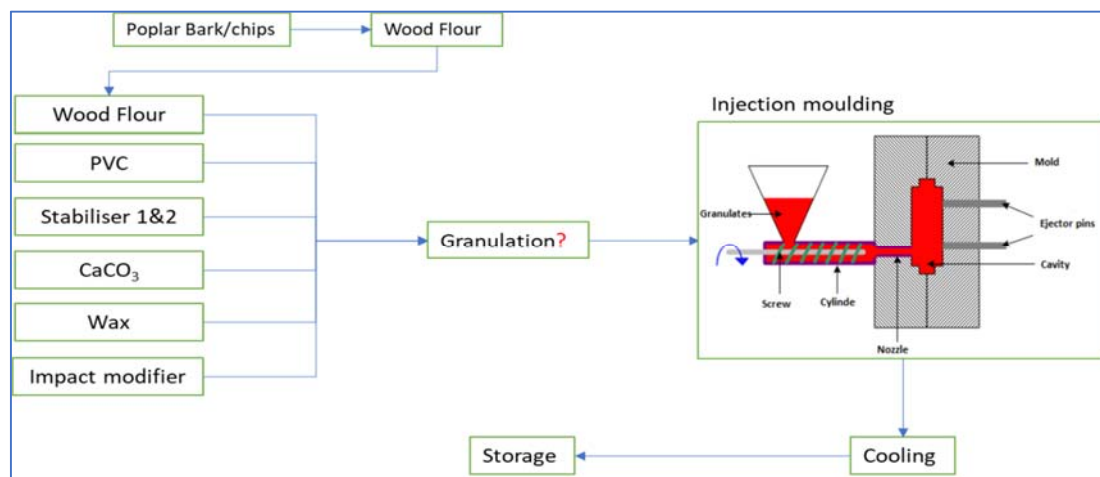 Poplar Bark/chips
Wood Flour
Wood Flour
PVC
Stabiliser 1&2
CaCO₃
Wax
Impact modifier
Granulation?
Injection moulding
Mold
Granulates
Ejector pins
Cavity
Screw
Cylinde
Nozzle
Storage
Cooling